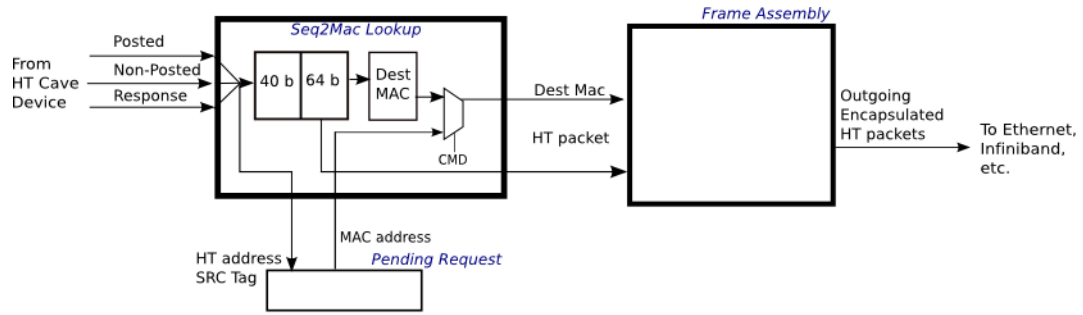 Frame Assembly
Seq2Mac Lookup
Posted
From
HT Cave
Device
Non-Posted
Response
40 b
64 b
Dest
MAC
CMD
Dest Mac
HT packet
Outgoing
Encapsulated
HT packets
To Ethernet,
Infiniband,
etc.
MAC address
HT address
SRC Tag
Pending Request